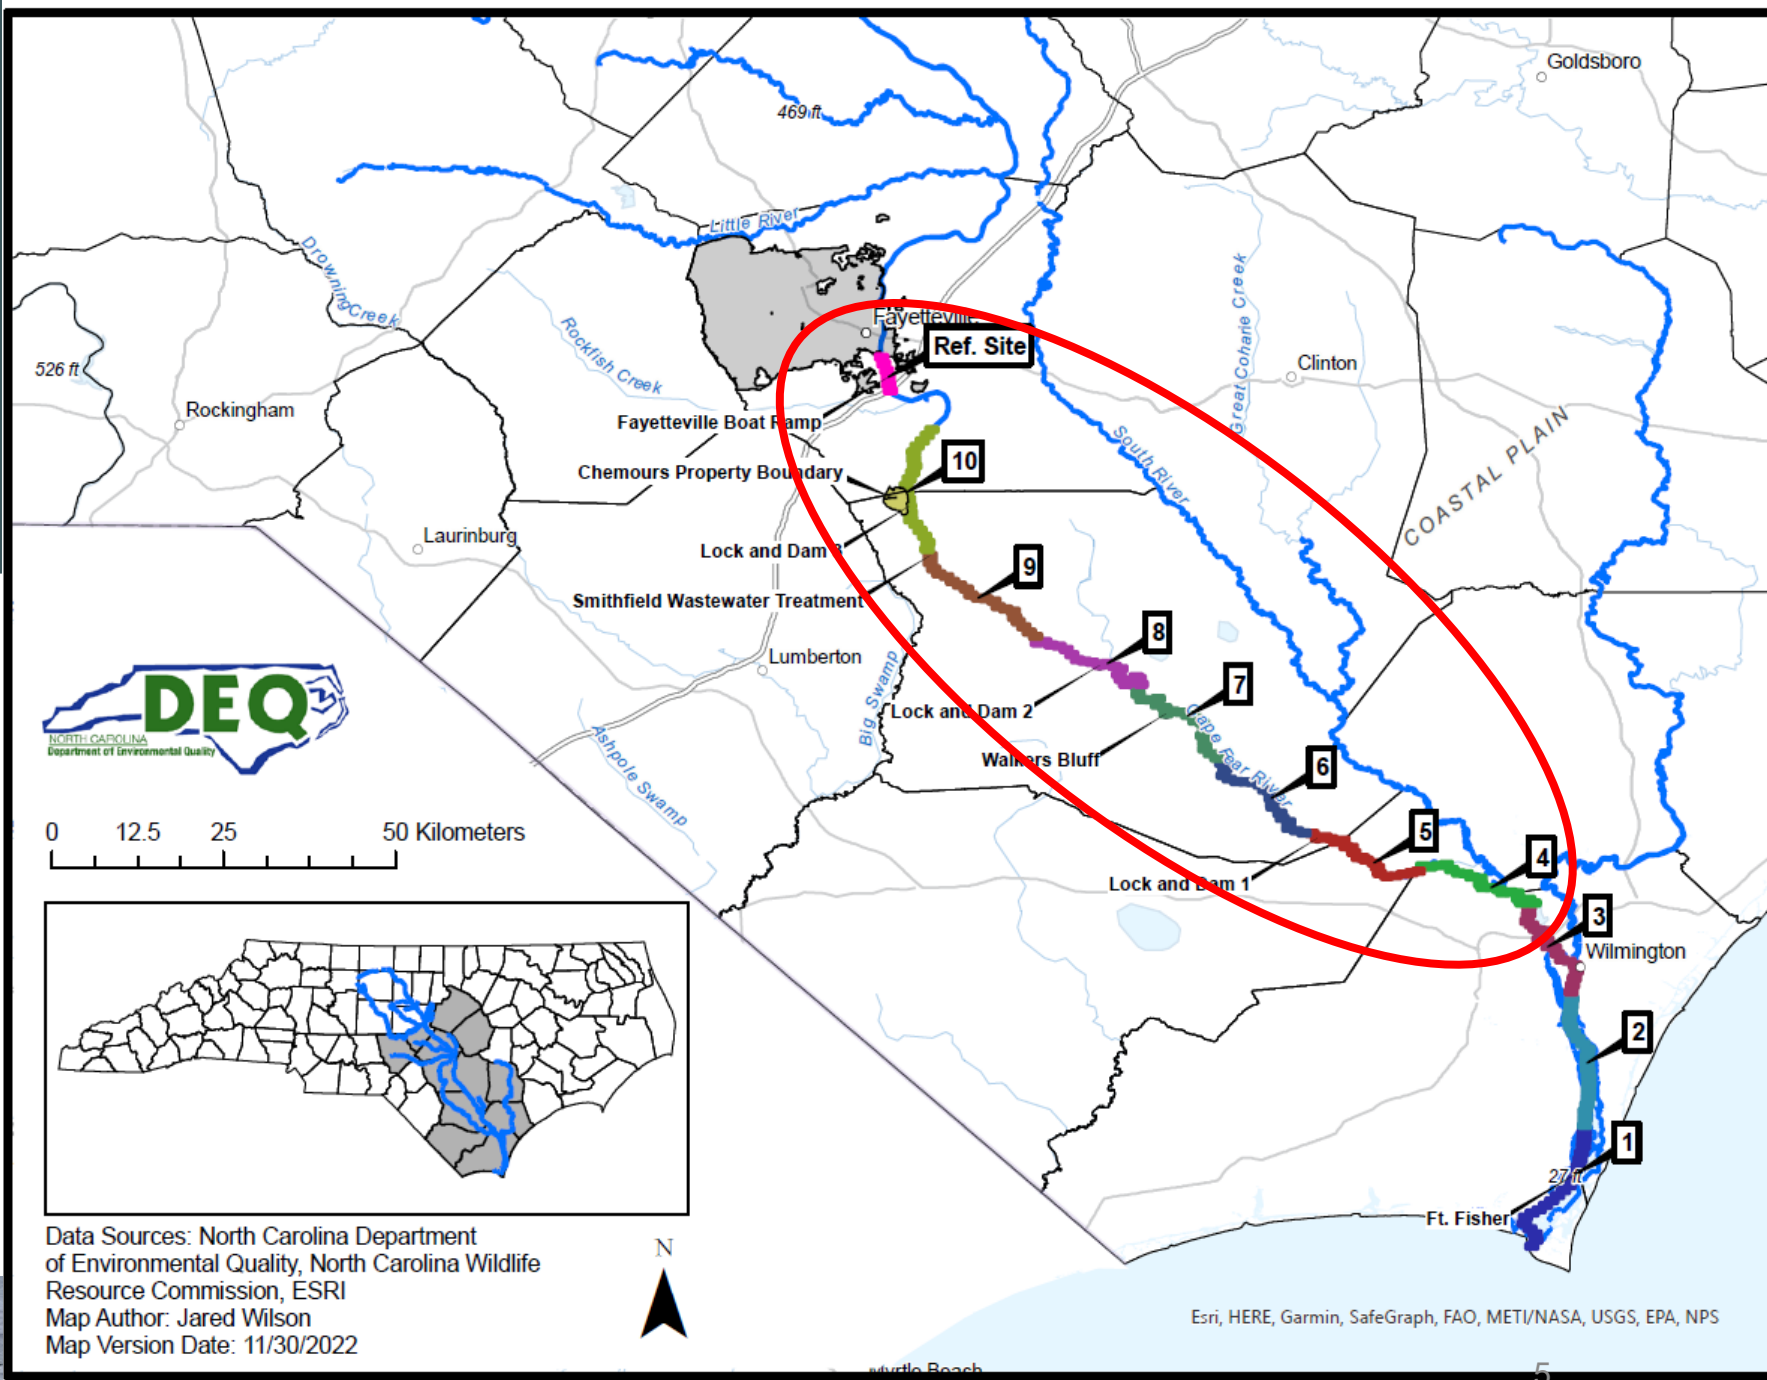 Goldsboro
469 ft
Little River
Drowning Creek
Great Coharie Creek
Fayetteville
Rockfish Creek
Ref. Site
Clinton
526 ft
Rockingham
Fayetteville Boat Ramp
South River
COASTAL PLAIN
10
Chemours Property Boundary
Laurinburg
Lock and Dam 3
9
Smithfield Wastewater Treatment
8
Lumberton
7
Big Swamp
Lock and Dam 2
Cape Fear River
DEQ
NORTH CAROLINA
Department of Environmental Quality
Ashpole Swamp
Walkers Bluff
6
0 12.5 25 50 Kilometers
5
4
Lock and Dam 1
3
Wilmington
2
1
27 ft
Ft. Fisher
Data Sources: North Carolina Department
of Environmental Quality, North Carolina Wildlife
Resource Commission, ESRI
Map Author: Jared Wilson
Map Version Date: 11/30/2022
N
Esri, HERE, Garmin, SafeGraph, FAO, METI/NASA, USGS, EPA, NPS
Myrtle Beach
5